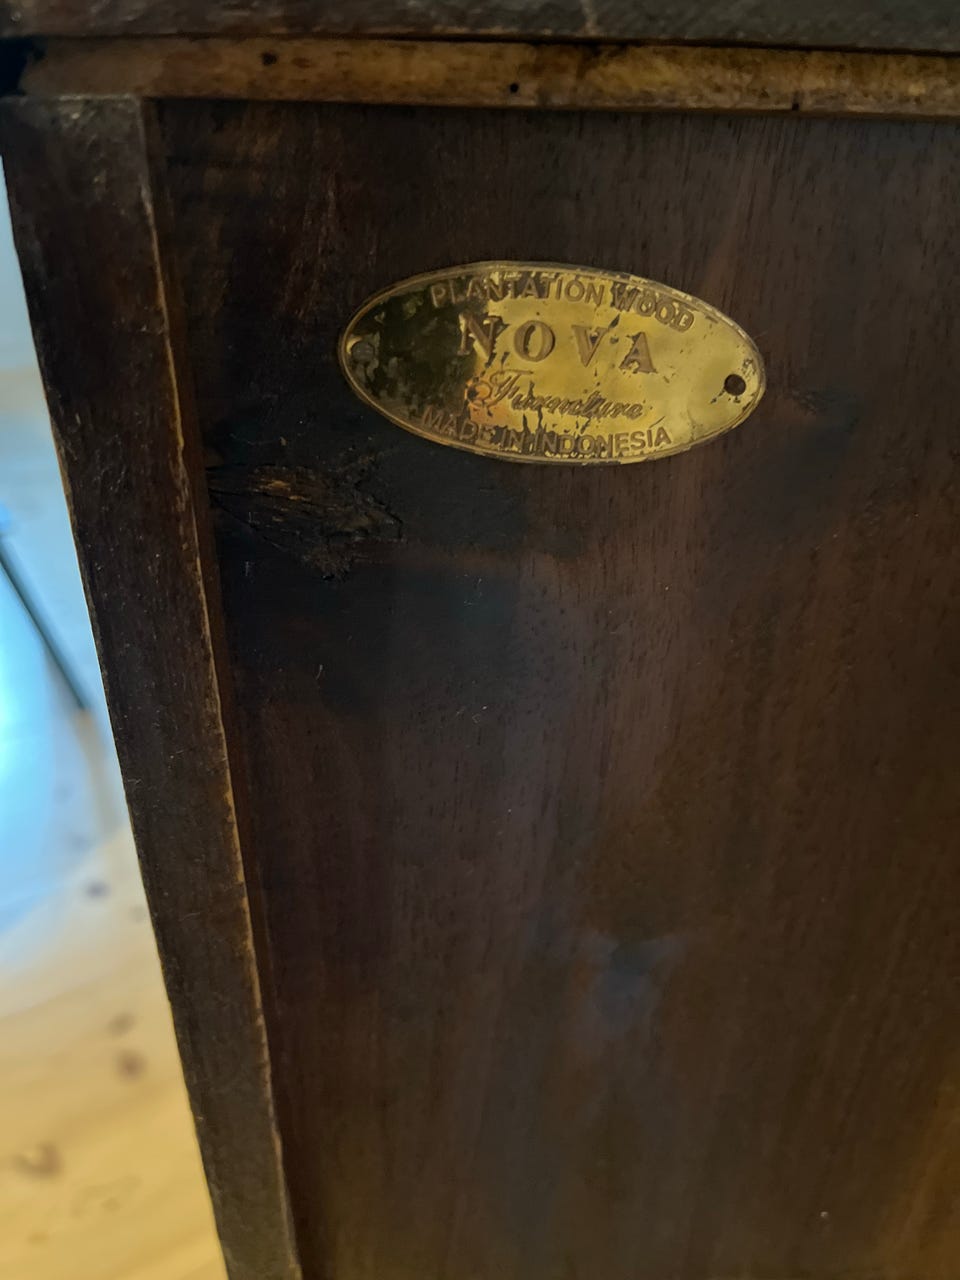 PLANTATION WOOD
NOVA
Furniture
MADE IN INDONESIA